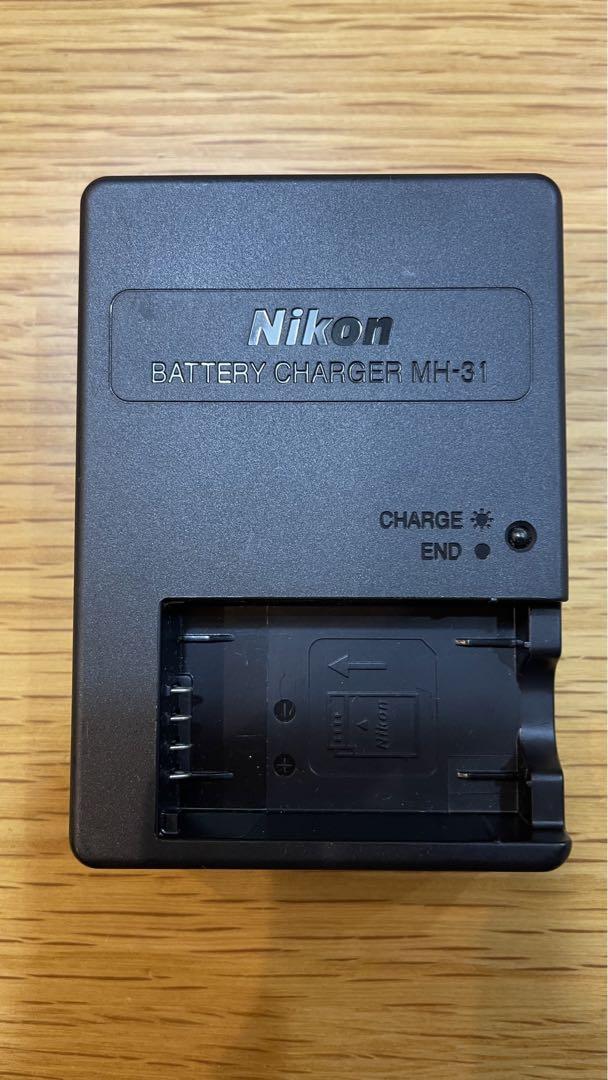 Nikon
BATTERY CHARGER MH-31
CHARGE
END
Nikon